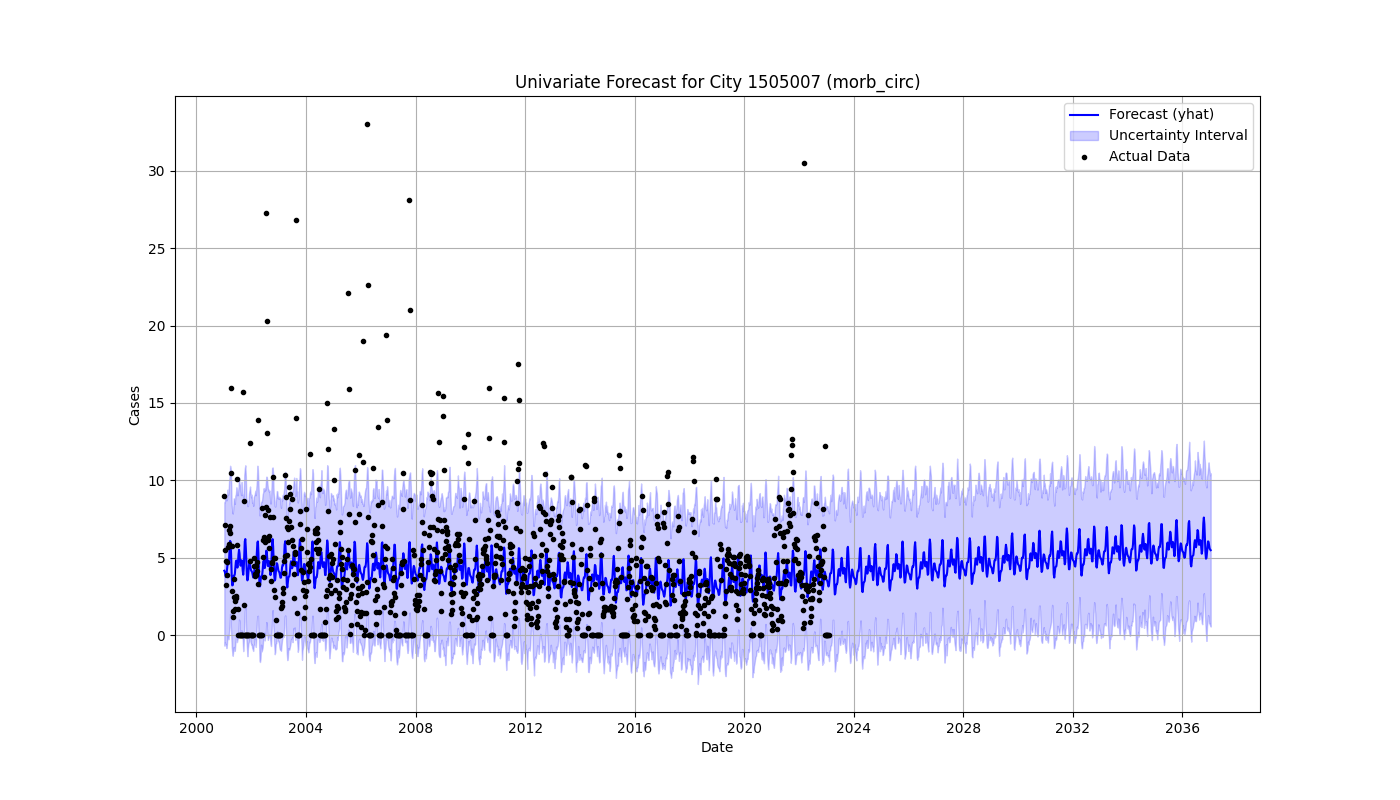 Univariate Forecast for City 1505007 (morb_circ)
Forecast (yhat)
Uncertainty Interval
Actual Data
Cases
30
25
20
15
10
5
0
2000 2004 2008 2012 2016 2020 2024 2028 2032 2036
Date